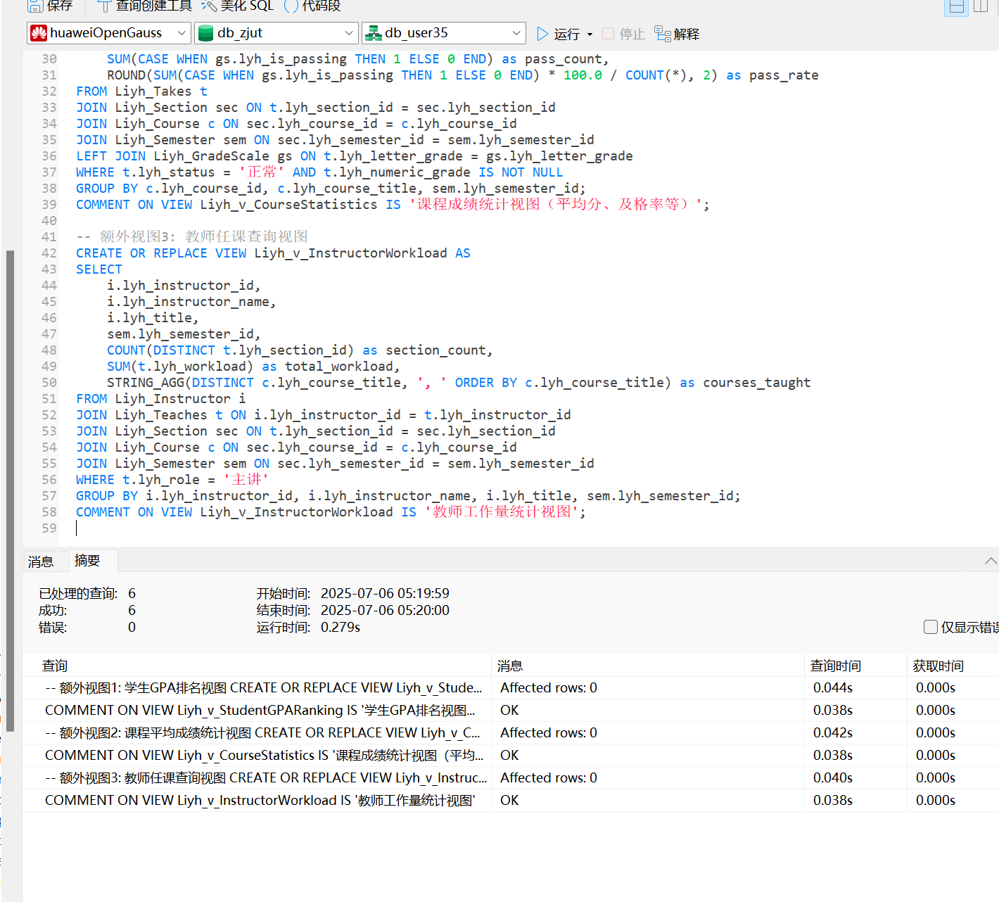 保存 查询创建工具 美化 SQL () 代码段
huaweiOpenGauss db_zjut db_user35 运行 停止 解释
30 SUM(CASE WHEN gs.lyh_is_passing THEN 1 ELSE 0 END) as pass_count,
31 ROUND(SUM(CASE WHEN gs.lyh_is_passing THEN 1 ELSE 0 END) * 100.0 / COUNT(*), 2) as pass_rate
32 FROM Liyh_Takes t
33 JOIN Liyh_Section sec ON t.lyh_section_id = sec.lyh_section_id
34 JOIN Liyh_Course c ON sec.lyh_course_id = c.lyh_course_id
35 JOIN Liyh_Semester sem ON sec.lyh_semester_id = sem.lyh_semester_id
36 LEFT JOIN Liyh_GradeScale gs ON t.lyh_letter_grade = gs.lyh_letter_grade
37 WHERE t.lyh_status = '正常' AND t.lyh_numeric_grade IS NOT NULL
38 GROUP BY c.lyh_course_id, c.lyh_course_title, sem.lyh_semester_id;
39 COMMENT ON VIEW Liyh_v_CourseStatistics IS '课程成绩统计视图（平均分、及格率等）';
40
41 -- 额外视图3: 教师任课查询视图
42 CREATE OR REPLACE VIEW Liyh_v_InstructorWorkload AS
43 SELECT
44 i.lyh_instructor_id,
45 i.lyh_instructor_name,
46 i.lyh_title,
47 sem.lyh_semester_id,
48 COUNT(DISTINCT t.lyh_section_id) as section_count,
49 SUM(t.lyh_workload) as total_workload,
50 STRING_AGG(DISTINCT c.lyh_course_title, ', ' ORDER BY c.lyh_course_title) as courses_taught
51 FROM Liyh_Instructor i
52 JOIN Liyh_Teaches t ON i.lyh_instructor_id = t.lyh_instructor_id
53 JOIN Liyh_Section sec ON t.lyh_section_id = sec.lyh_section_id
54 JOIN Liyh_Course c ON sec.lyh_course_id = c.lyh_course_id
55 JOIN Liyh_Semester sem ON sec.lyh_semester_id = sem.lyh_semester_id
56 WHERE t.lyh_role = '主讲'
57 GROUP BY i.lyh_instructor_id, i.lyh_instructor_name, i.lyh_title, sem.lyh_semester_id;
58 COMMENT ON VIEW Liyh_v_InstructorWorkload IS '教师工作量统计视图';
59
消息 摘要
已处理的查询: 6 开始时间: 2025-07-06 05:19:59
成功: 6 结束时间: 2025-07-06 05:20:00
错误: 0 运行时间: 0.279s 仅显示错误
查询 消息 查询时间 获取时间
-- 额外视图1: 学生GPA排名视图 CREATE OR REPLACE VIEW Liyh_v_Stude... Affected rows: 0 0.044s 0.000s
COMMENT ON VIEW Liyh_v_StudentGPARanking IS '学生GPA排名视图... OK 0.038s 0.000s
-- 额外视图2: 课程平均成绩统计视图 CREATE OR REPLACE VIEW Liyh_v_C... Affected rows: 0 0.042s 0.000s
COMMENT ON VIEW Liyh_v_CourseStatistics IS '课程成绩统计视图（平均... OK 0.038s 0.000s
-- 额外视图3: 教师任课查询视图 CREATE OR REPLACE VIEW Liyh_v_Instruc... Affected rows: 0 0.040s 0.000s
COMMENT ON VIEW Liyh_v_InstructorWorkload IS '教师工作量统计视图' OK 0.038s 0.000s